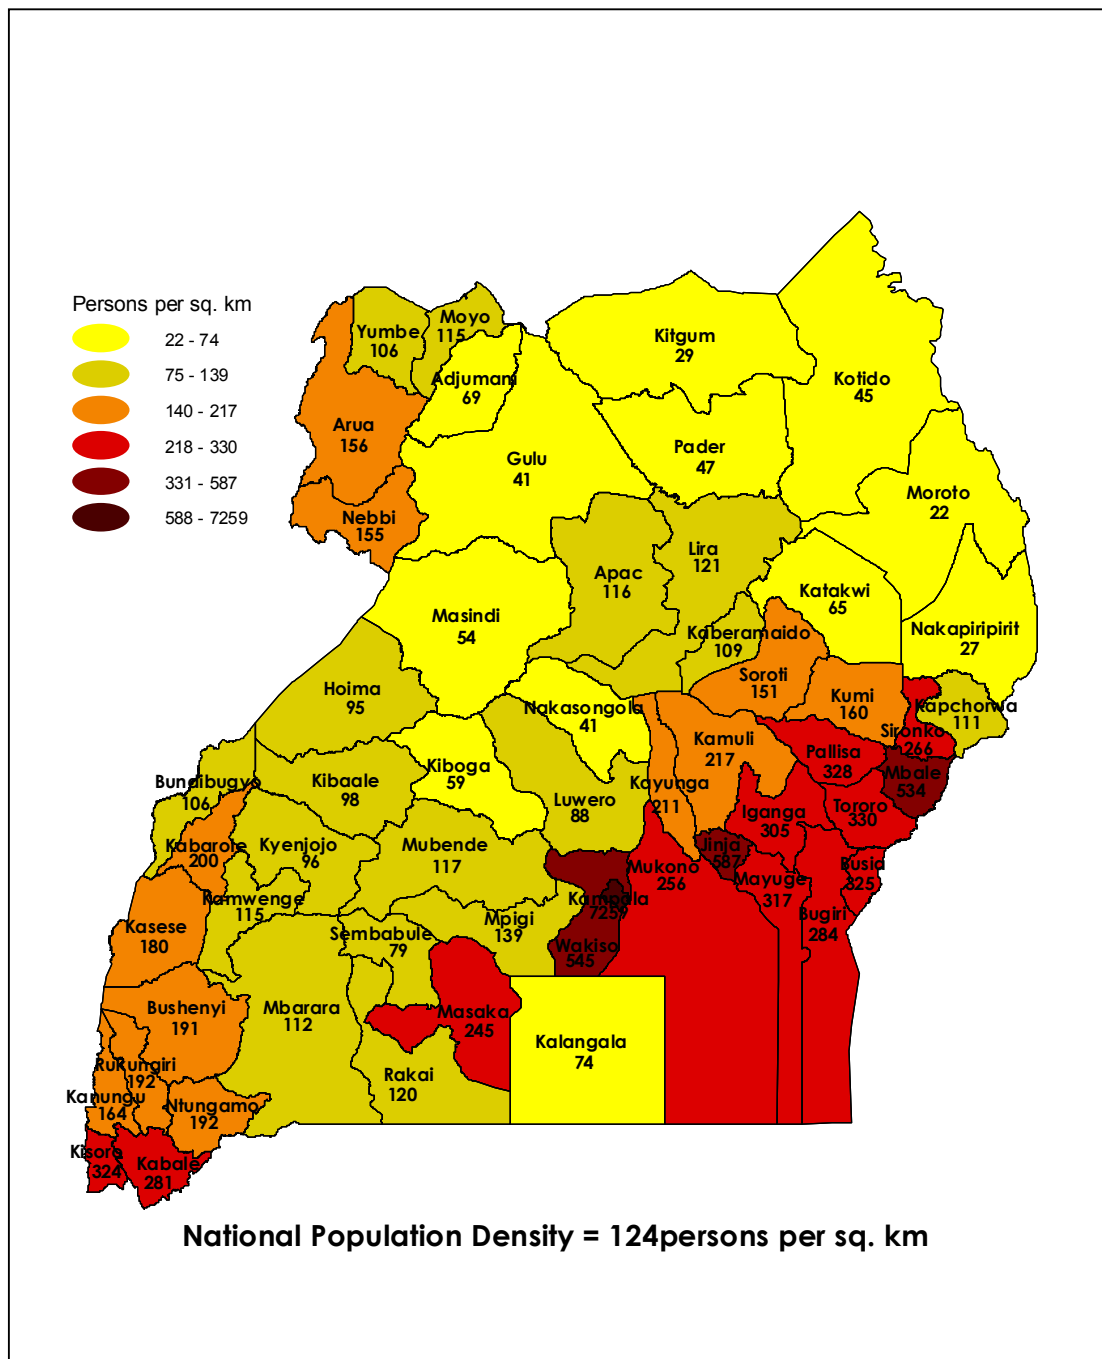 Persons per sq. km
22 - 74
75 - 139
140 - 217
218 - 330
331 - 587
588 - 7259
Yumbe
106
Moyo
115
Adjumani
69
Kitgum
29
Kotido
45
Arua
156
Gulu
41
Pader
47
Moroto
22
Nebbi
155
Apac
116
Lira
121
Katakwi
65
Masindi
54
Kaberamaido
109
Nakapiripirit
27
Hoima
95
Soroti
151
Kumi
160
Kapchorwa
111
Nakasongola
41
Sironko
266
Kamuli
217
Pallisa
328
Mbale
534
Bundibugyo
106
Kibaale
98
Kiboga
59
Kayunga
211
Luwero
88
Iganga
305
Tororo
330
Kabarole
200
Kyenjojo
96
Mubende
117
Jinja
587
Mukono
256
Mayuge
317
Busia
325
Kamwenge
115
Kampala
7259
Kasese
180
Sembabule
79
Mpigi
139
Wakiso
545
Bugiri
284
Bushenyi
191
Mbarara
112
Masaka
245
Kalangala
74
Rukungiri
192
Rakai
120
Kanungu
164
Ntungamo
192
Kisoro
324
Kabale
281
National Population Density = 124persons per sq. km